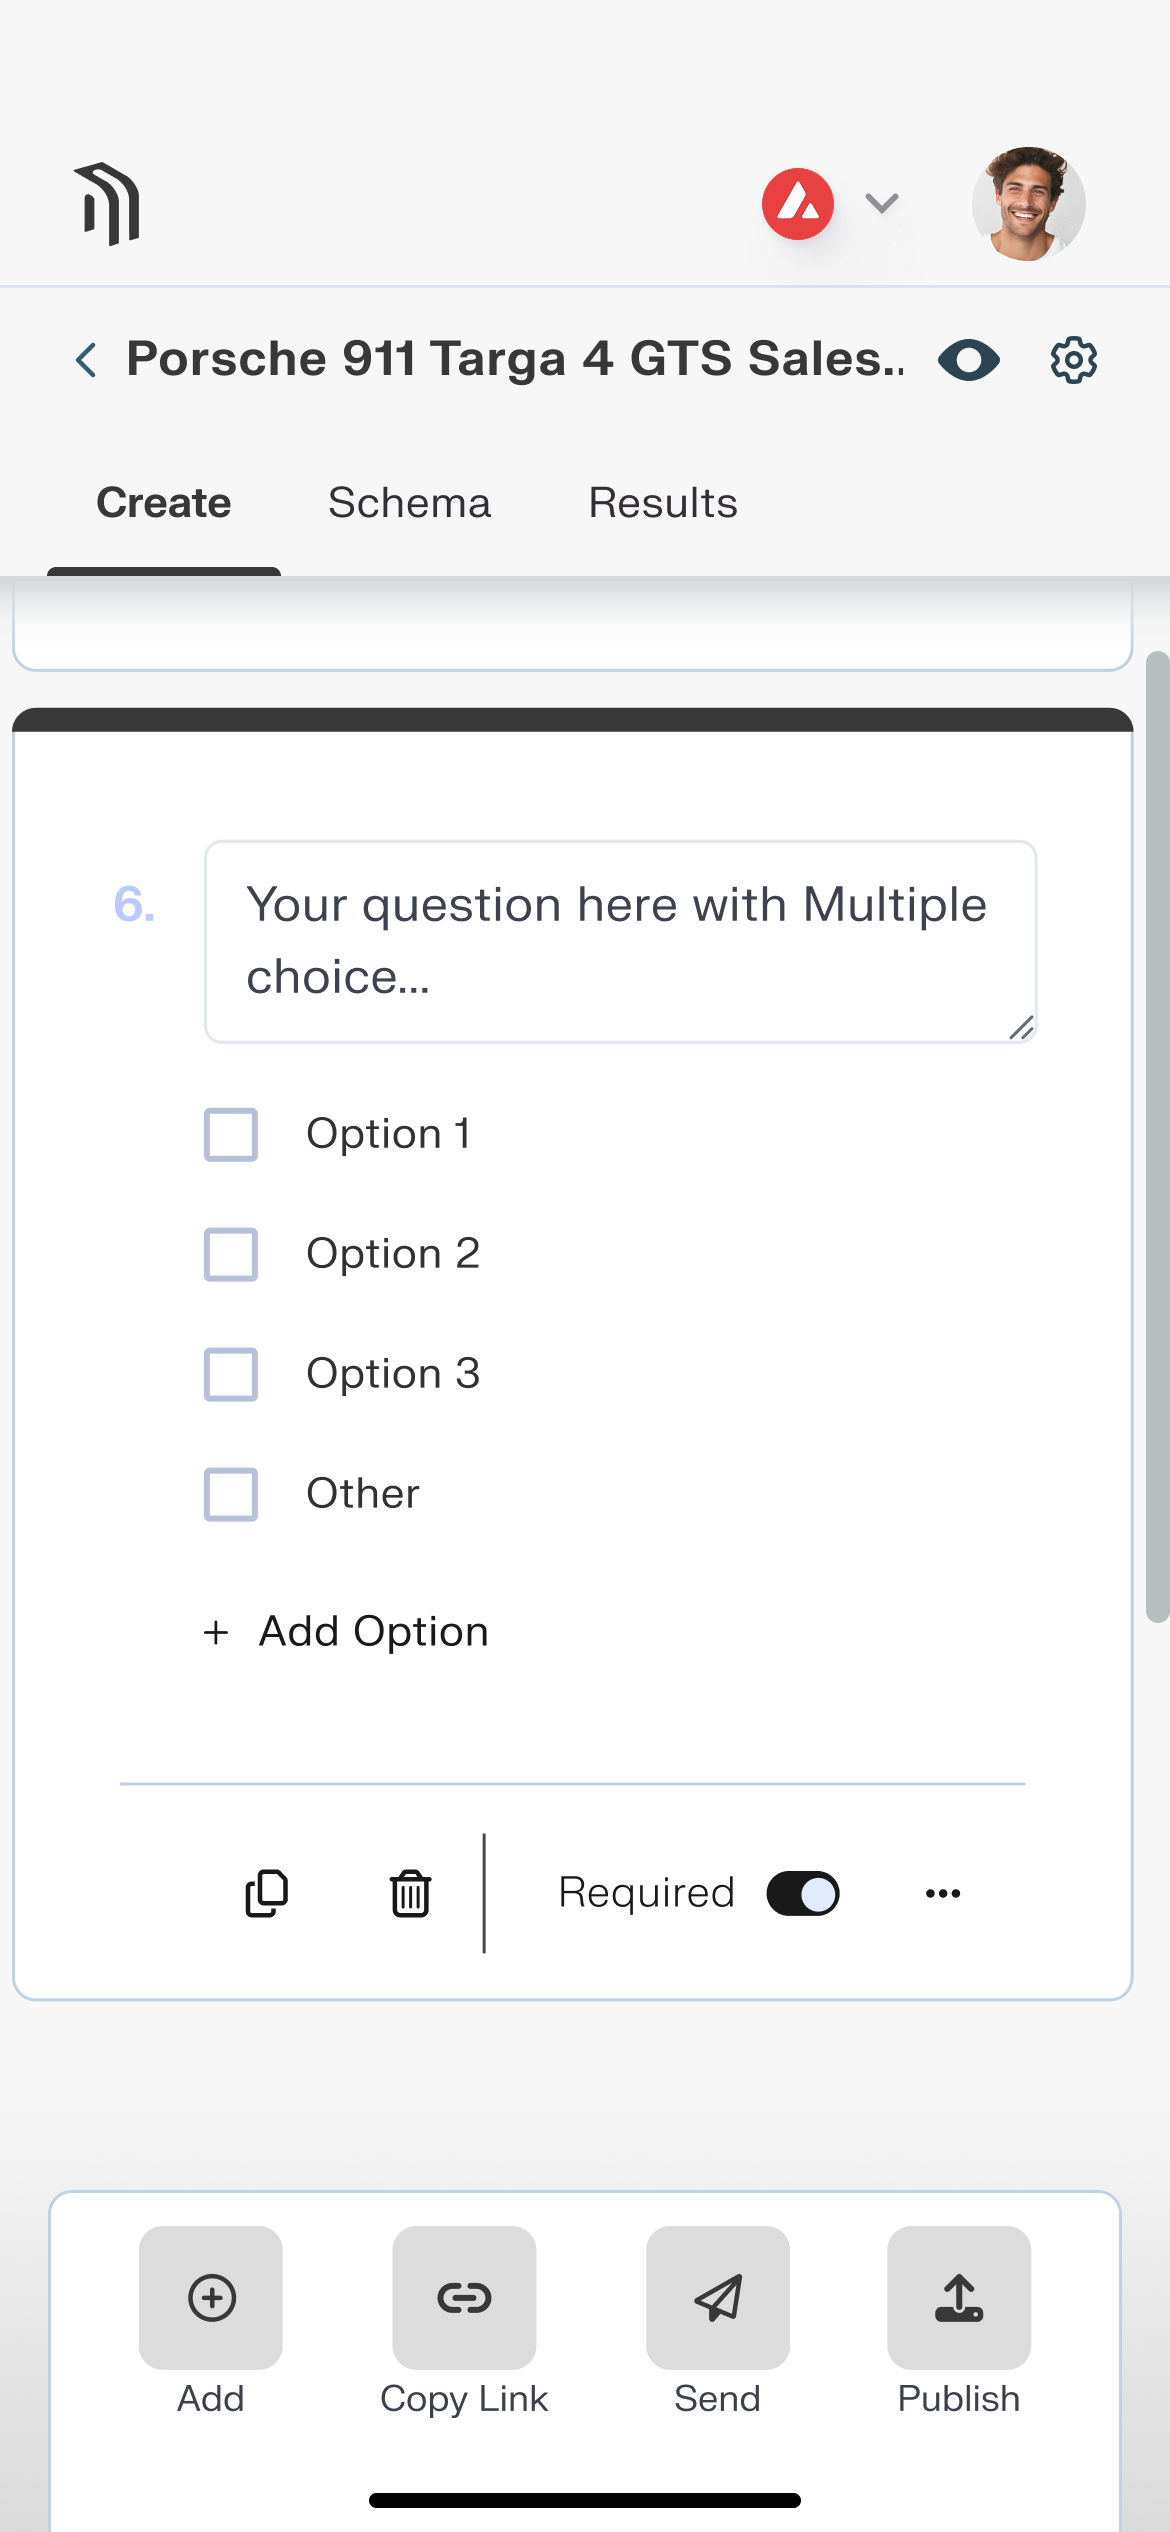 Porsche 911 Targa 4 GTS Sales..
Create
Schema
Results
6.
Your question here with Multiple
choice...
Option 1
Option 2
Option 3
Other
+ Add Option
Required
Add
Copy Link
Send
Publish